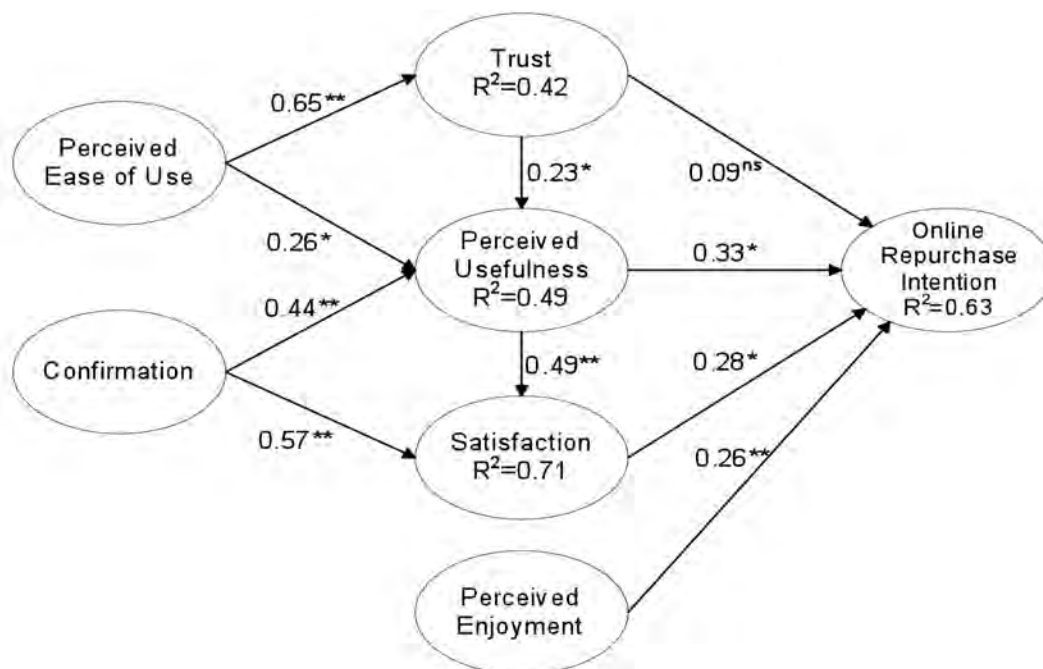 Trust
R²=0.42
0.65**
Perceived
Ease of Use
0.23*
0.09ns
0.26*
Perceived
Usefulness
R²=0.49
0.33*
Online
Repurchase
Intention
R²=0.63
0.44**
Confirmation
0.49**
0.28*
0.57**
Satisfaction
R²=0.71
0.26**
Perceived
Enjoyment